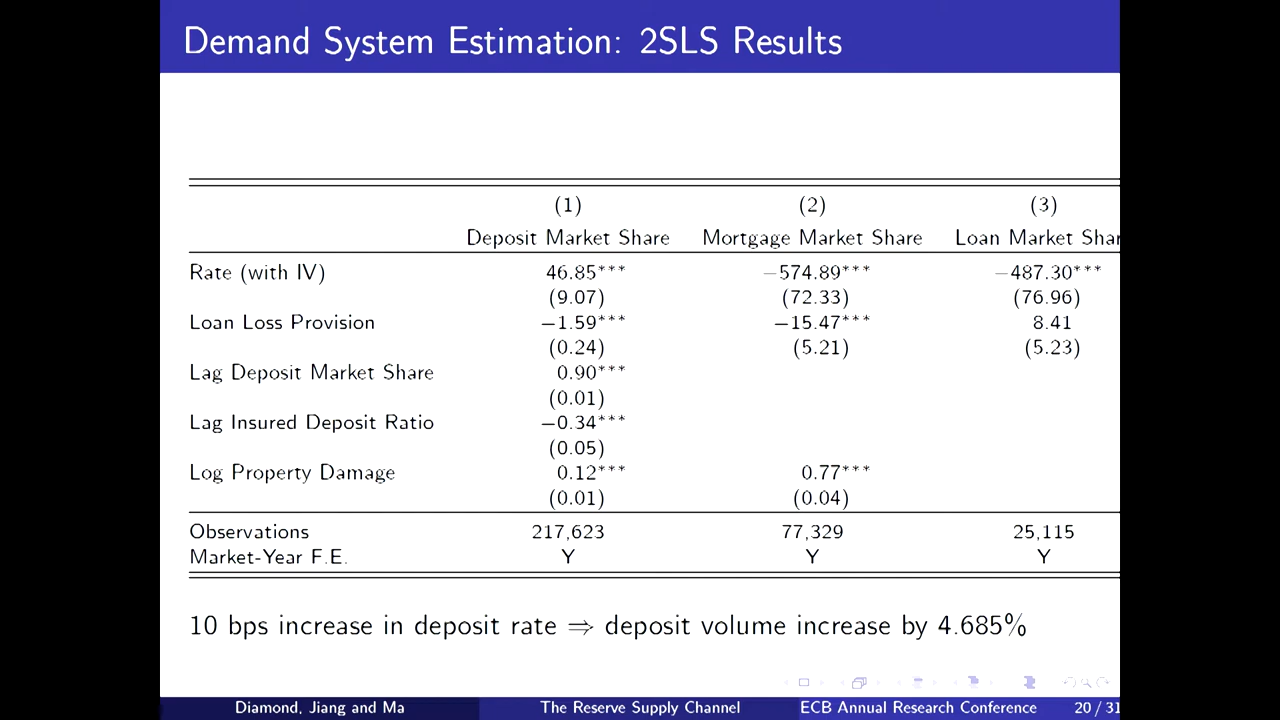 Demand System Estimation: 2SLS Results
(1) (2) (3)
Deposit Market Share Mortgage Market Share Loan Market Shar
Rate (with IV) 46.85*** −574.89*** −487.30***
(9.07) (72.33) (76.96)
Loan Loss Provision −1.59*** −15.47*** 8.41
(0.24) (5.21) (5.23)
Lag Deposit Market Share 0.90***
(0.01)
Lag Insured Deposit Ratio −0.34***
(0.05)
Log Property Damage 0.12*** 0.77***
(0.01) (0.04)
Observations 217,623 77,329 25,115
Market-Year F.E. Y Y Y
10 bps increase in deposit rate ⇒ deposit volume increase by 4.685%
Diamond, Jiang and Ma The Reserve Supply Channel ECB Annual Research Conference 20 / 31